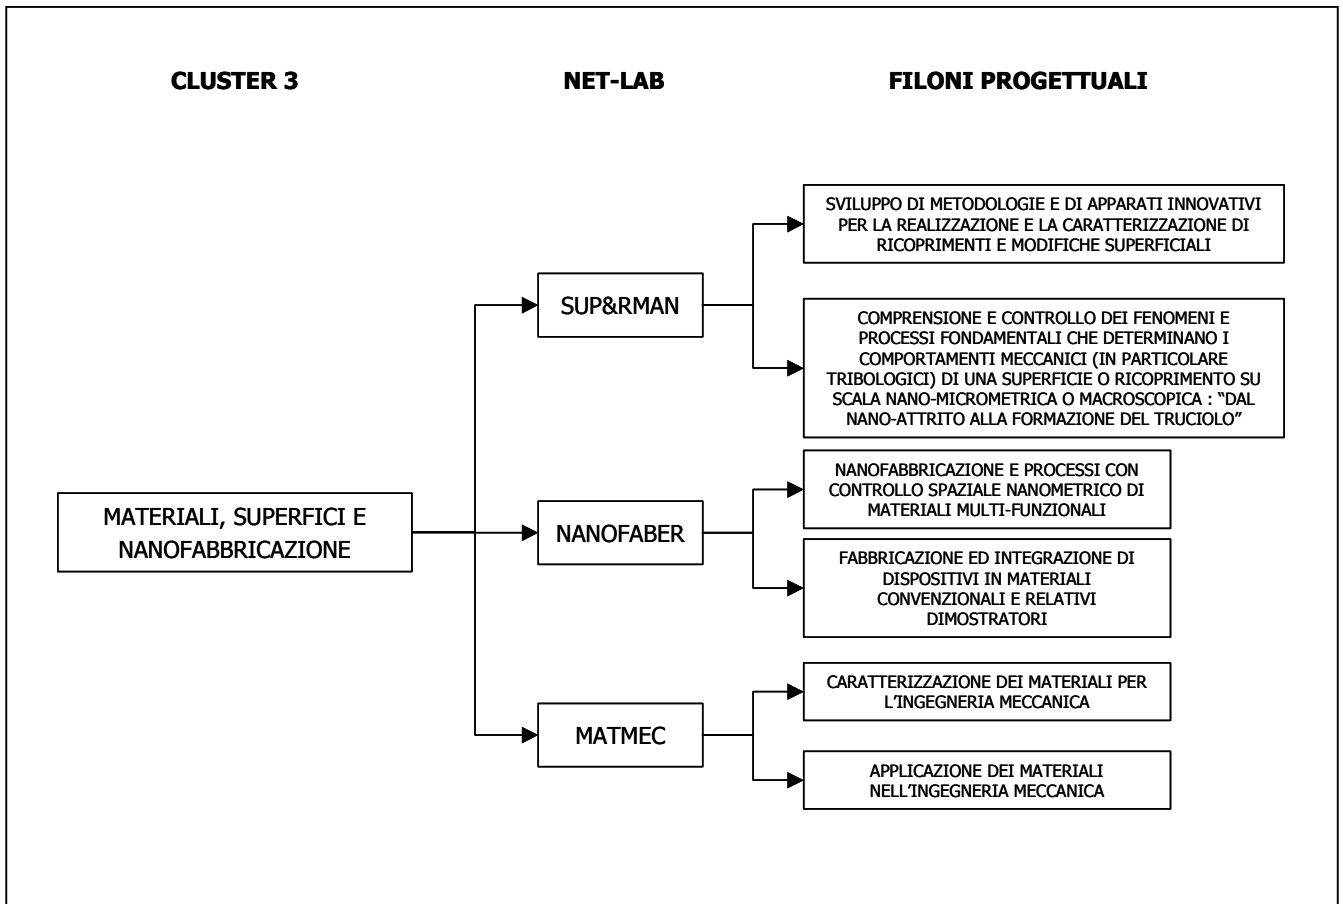 CLUSTER 3
NET-LAB
FILONI PROGETTUALI
MATERIALI, SUPERFICI E
NANOFABBRICAZIONE
SUP&RMAN
SVILUPPO DI METODOLOGIE E DI APPARATI INNOVATIVI
PER LA REALIZZAZIONE E LA CARATTERIZZAZIONE DI
RICOPRIMENTI E MODIFICHE SUPERFICIALI
COMPRENSIONE E CONTROLLO DEI FENOMENI E
PROCESSI FONDAMENTALI CHE DETERMINANO I
COMPORTAMENTI MECCANICI (IN PARTICOLARE
TRIBOLOGICI) DI UNA SUPERFICIE O RICOPRIMENTO SU
SCALA NANO-MICROMETRICA O MACROSCOPICA : “DAL
NANO-ATTRITO ALLA FORMAZIONE DEL TRUCIOLO”
NANOFABER
NANOFABBRICAZIONE E PROCESSI CON
CONTROLLO SPAZIALE NANOMETRICO DI
MATERIALI MULTI-FUNZIONALI
FABBRICAZIONE ED INTEGRAZIONE DI
DISPOSITIVI IN MATERIALI
CONVENZIONALI E RELATIVI
DIMOSTRATORI
MATMEC
CARATTERIZZAZIONE DEI MATERIALI PER
L’INGEGNERIA MECCANICA
APPLICAZIONE DEI MATERIALI
NELL’INGEGNERIA MECCANICA